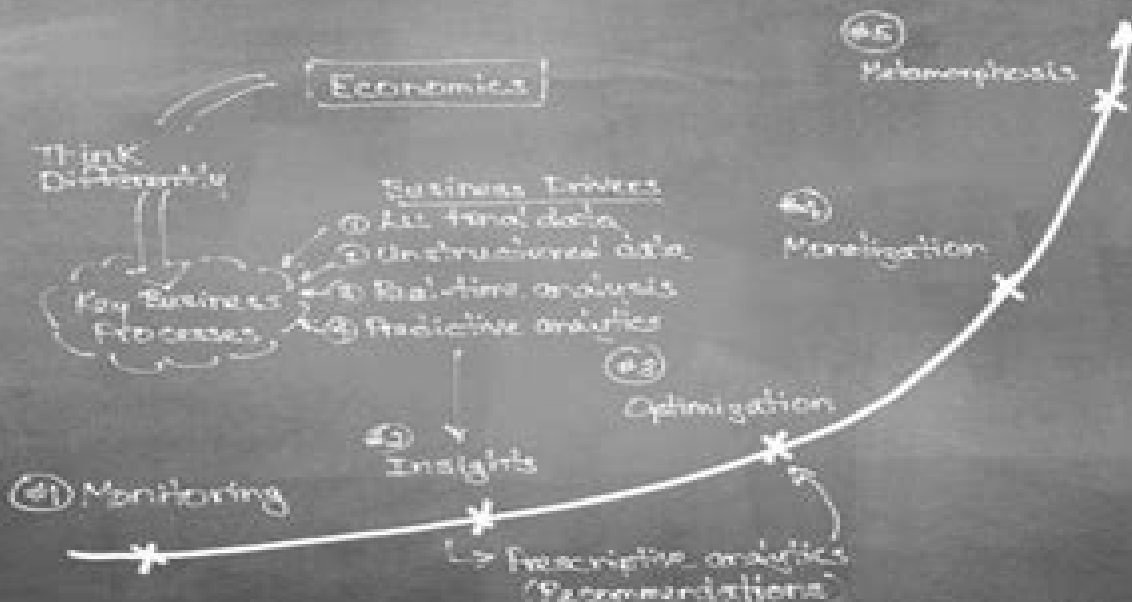 #5
Metamorphosis
Economics
Think
Differently
Business Drivers
① All data
② Unstructured data
③ Real-time analysis
④ Predictive analytics
Key Business
Processes
#4
Monetization
#3
Optimization
#2
Insights
#1 Monitoring
↳ Prescriptive analytics
(Recommendations)